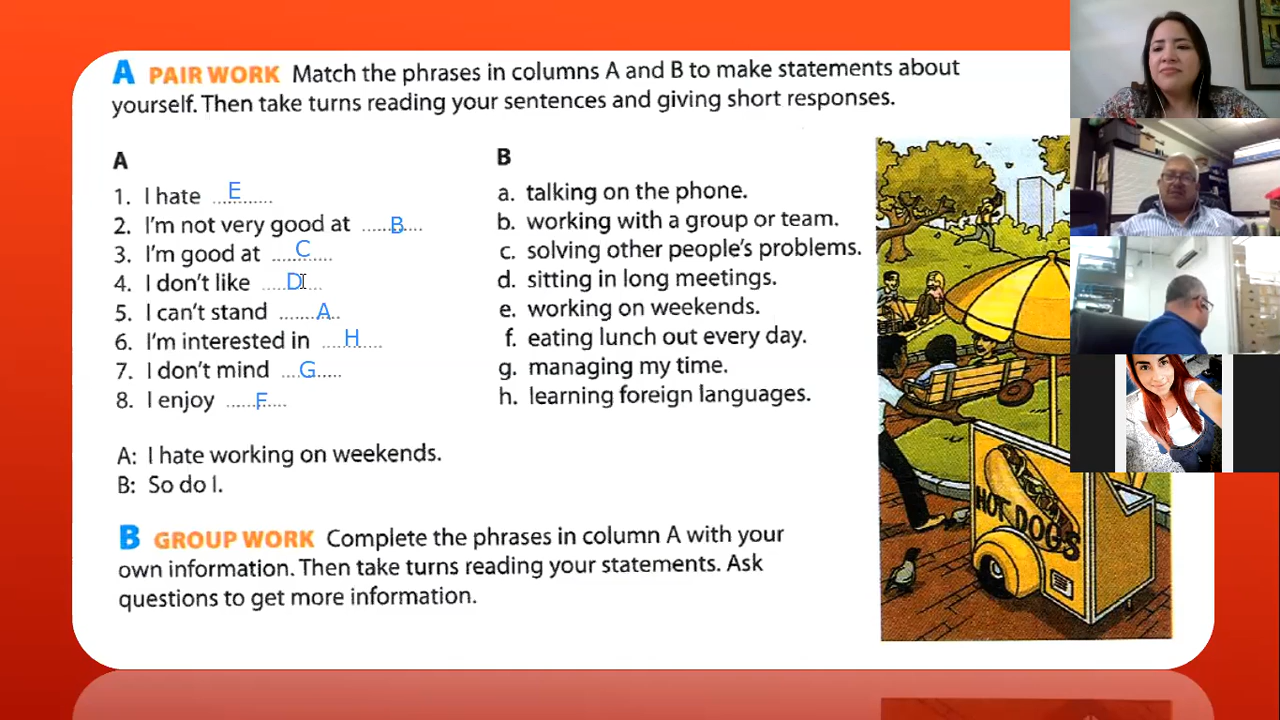 A PAIR WORK Match the phrases in columns A and B to make statements about
yourself. Then take turns reading your sentences and giving short responses.
A
1. I hate ....E....
2. I'm not very good at ....B....
3. I'm good at ....C....
4. I don't like ....D....
5. I can't stand ....A....
6. I'm interested in ....H....
7. I don't mind ....G....
8. I enjoy ....F....
B
a. talking on the phone.
b. working with a group or team.
c. solving other people's problems.
d. sitting in long meetings.
e. working on weekends.
f. eating lunch out every day.
g. managing my time.
h. learning foreign languages.
A: I hate working on weekends.
B: So do I.
B GROUP WORK Complete the phrases in column A with your
own information. Then take turns reading your statements. Ask
questions to get more information.
HOT DOGS